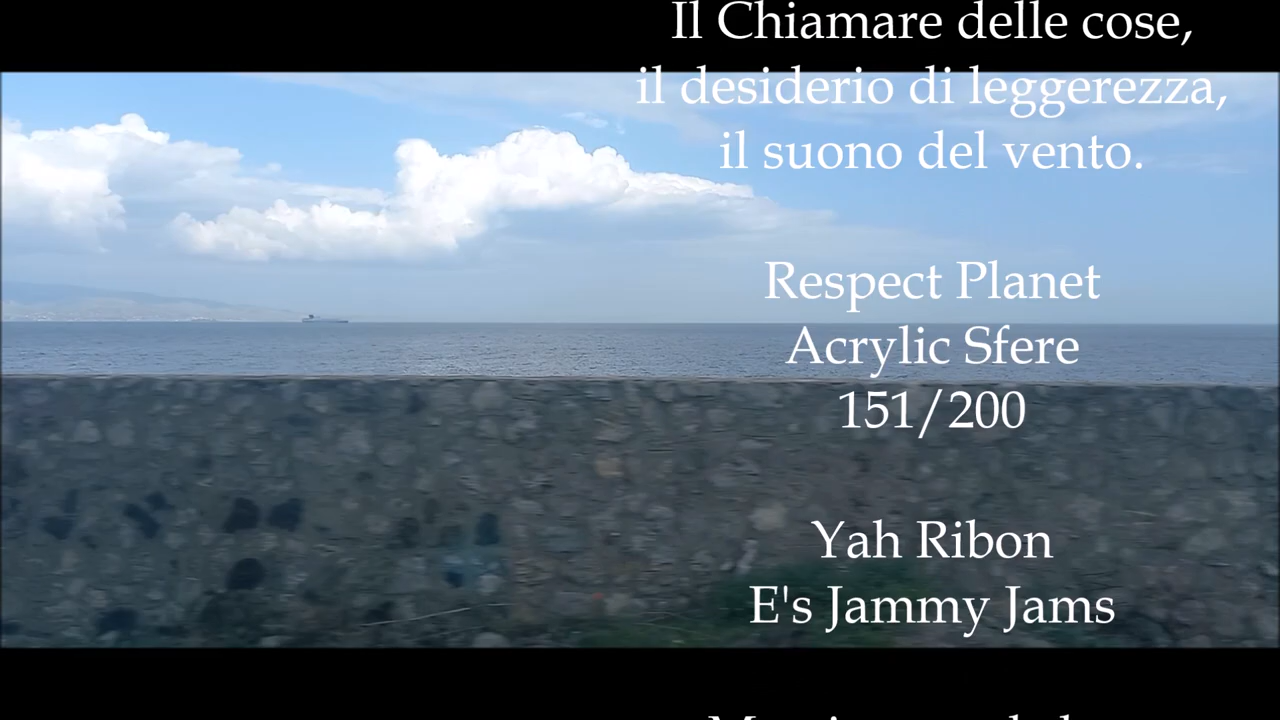 Il Chiamare delle cose,
il desiderio di leggerezza,
il suono del vento.
Respect Planet
Acrylic Sfere
151/200
Yah Ribon
E's Jammy Jams